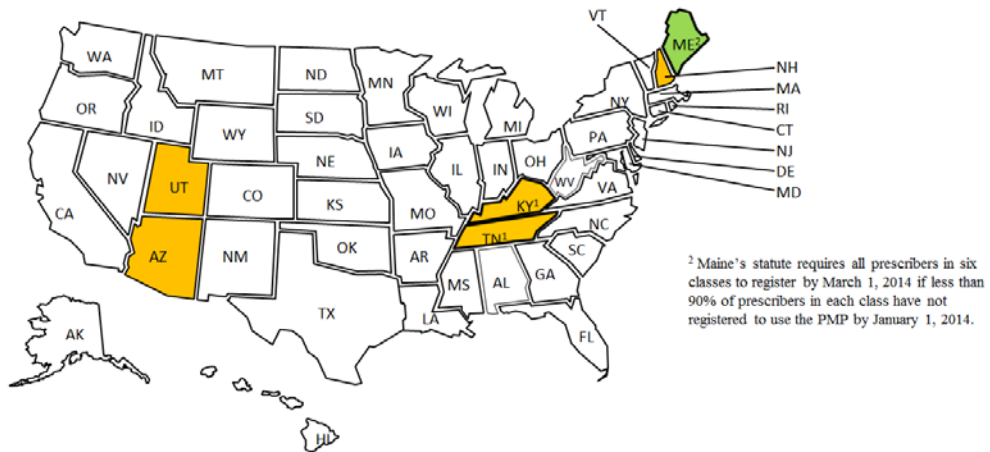 VT
ME²
WA
NH
MT
ND
MN
MA
OR
NY
RI
ID
SD
WI
MI
CT
WY
PA
NJ
IA
NE
OH
IL
IN
DE
NV
UT
WV
CO
VA
MD
KS
MO
KY¹
CA
NC
TN¹
OK
AZ
NM
AR
SC
MS
AL
GA
TX
LA
FL
AK
HI
² Maine's statute requires all prescribers in six
classes to register by March 1, 2014 if less than
90% of prescribers in each class have not
registered to use the PMP by January 1, 2014.